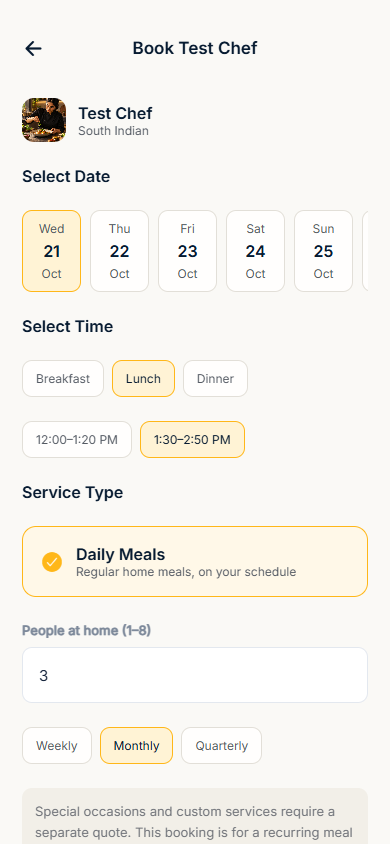 Book Test Chef
Test Chef
South Indian
Select Date
Wed Thu Fri Sat Sun
21 22 23 24 25
Oct Oct Oct Oct Oct
Select Time
Breakfast Lunch Dinner
12:00–1:20 PM 1:30–2:50 PM
Service Type
Daily Meals
Regular home meals, on your schedule
People at home (1–8)
3
Weekly Monthly Quarterly
Special occasions and custom services require a
separate quote. This booking is for a recurring meal